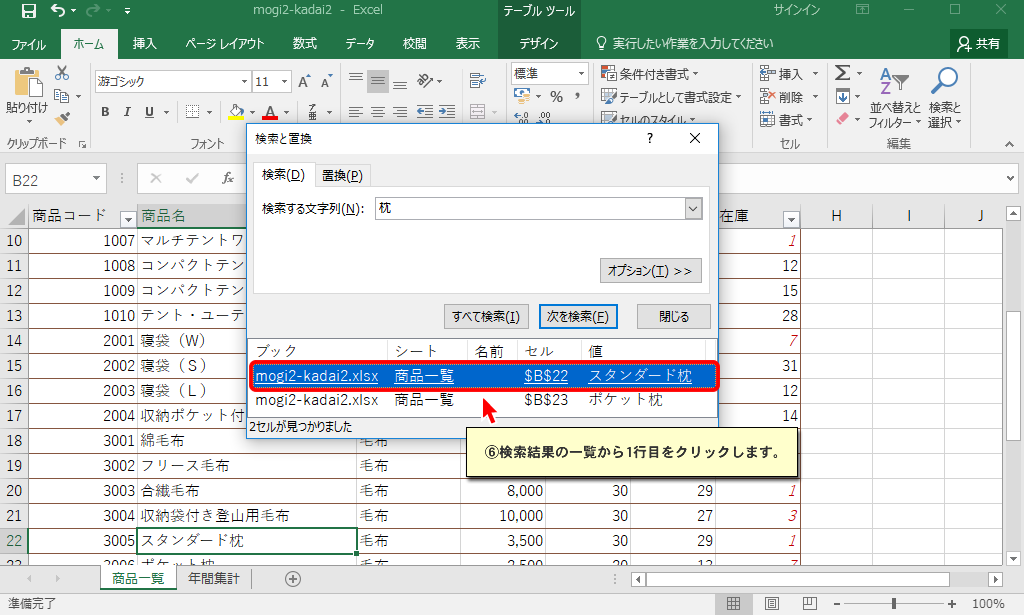 mogi2-kadai2 - Excel
テーブル ツール
サインイン
ファイル ホーム 挿入 ページ レイアウト 数式 データ 校閲 表示 デザイン 実行したい作業を入力してください 共有
貼り付け
游ゴシック 11
B I U
標準
% ,
条件付き書式
テーブルとして書式設定
セルのスタイル
挿入
削除
書式
並べ替えと
フィルター
検索と
選択
クリップボード フォント セル 編集
B22
fx
検索と置換 ?
検索(D) 置換(P)
検索する文字列(N): 枕
オプション(T) >>
すべて検索(I) 次を検索(F) 閉じる
ブック シート 名前 セル 値
mogi2-kadai2.xlsx 商品一覧 $B$22 スタンダード枕
mogi2-kadai2.xlsx 商品一覧 $B$23 ポケット枕
2セルが見つかりました
⑥検索結果の一覧から1行目をクリックします。
商品コード 商品名 在庫 H I J
10 1007 マルチテントワ 1
11 1008 コンパクトテン 12
12 1009 コンパクトテン 15
13 1010 テント・ユーテ 28
14 2001 寝袋（W） 7
15 2002 寝袋（S） 31
16 2003 寝袋（L） 12
17 2004 収納ポケット付 14
18 3001 綿毛布 毛布
19 3002 フリース毛布 毛布
20 3003 合繊毛布 毛布 8,000 30 29 1
21 3004 収納袋付き登山用毛布 毛布 10,000 30 27 3
22 3005 スタンダード枕 毛布 3,500 30 29 1
商品一覧 年間集計
準備完了 100%